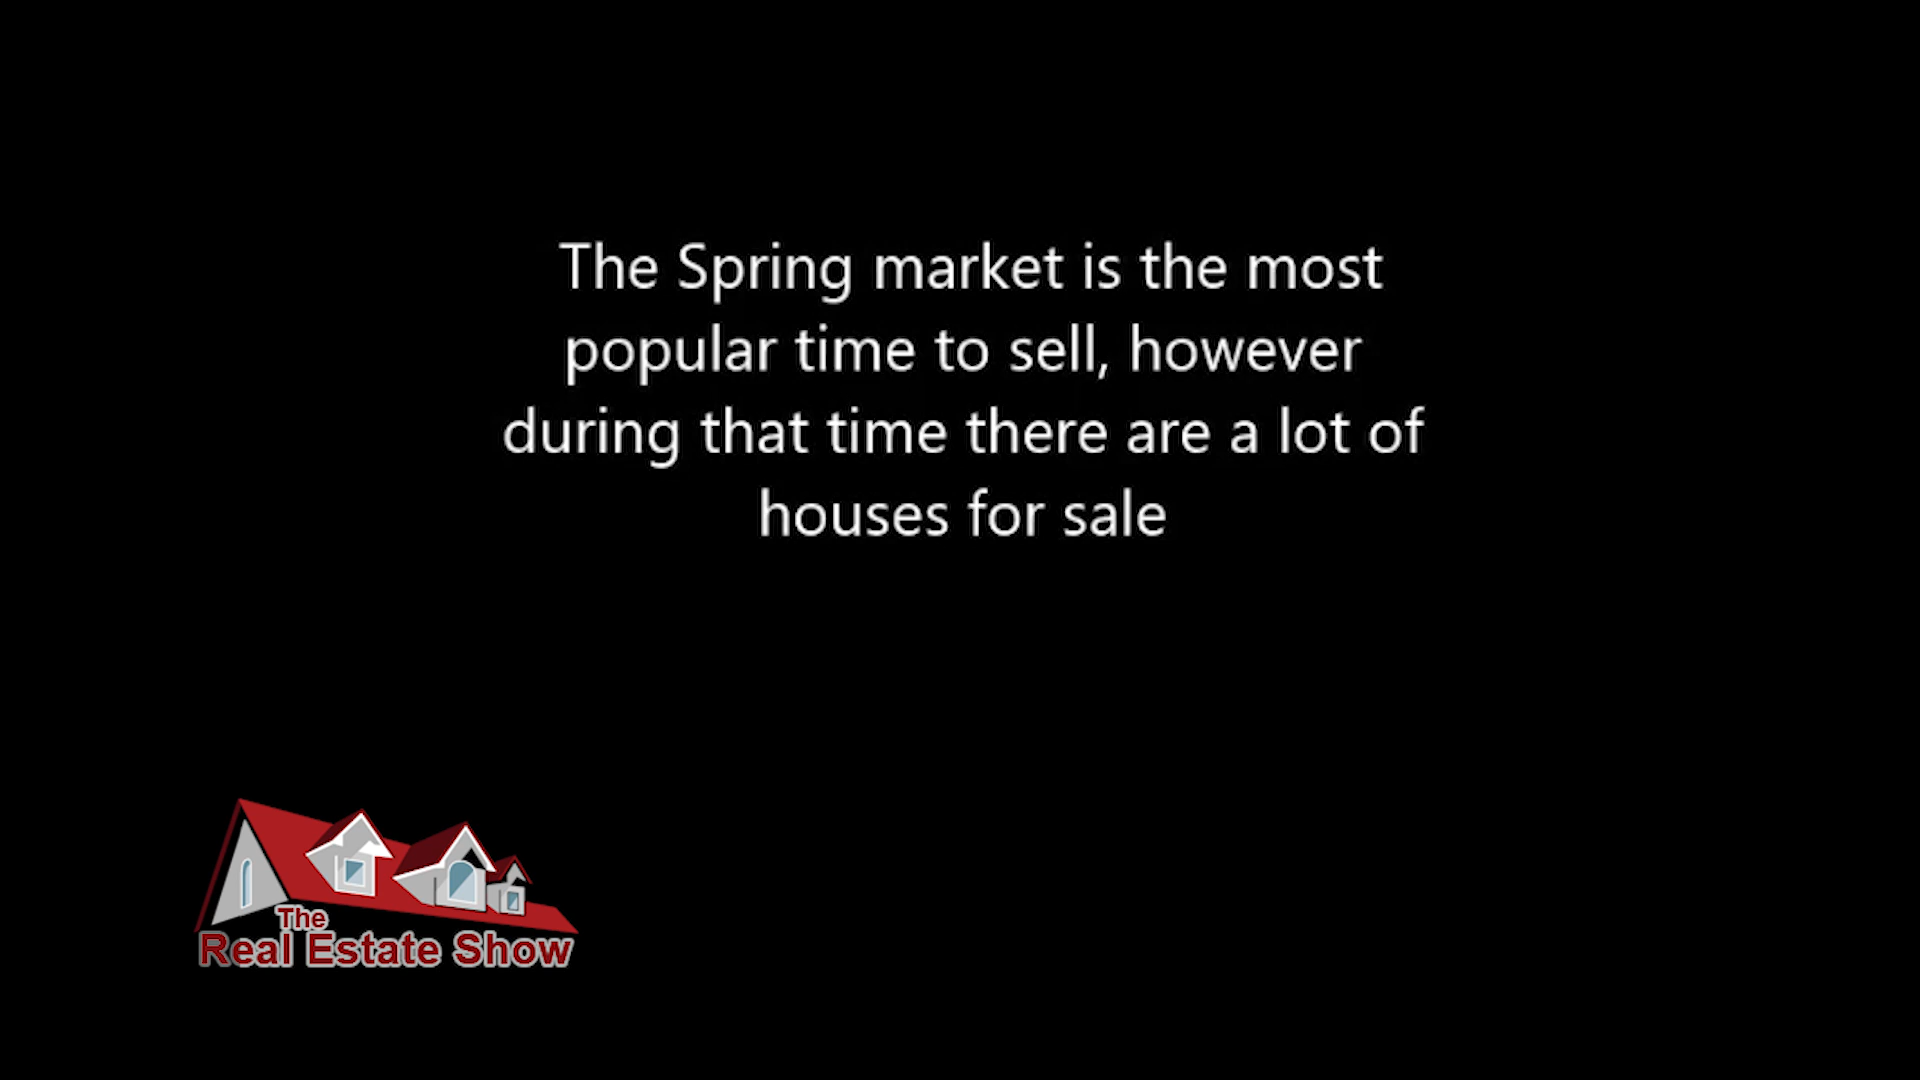 The Spring market is the most
popular time to sell, however
during that time there are a lot of
houses for sale
The
Real Estate Show